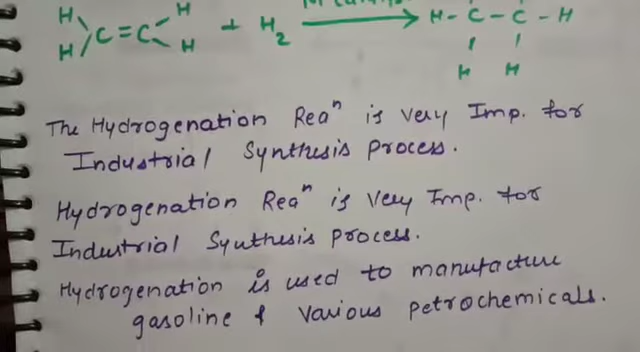 H H
C=C + H2 H-C-C-H
H H
H H
The Hydrogenation Reaⁿ is very Imp. for
Industrial Synthesis process.
Hydrogenation Reaⁿ is very Imp. for
Industrial Synthesis process.
Hydrogenation is used to manufacture
gasoline & various petrochemicals.